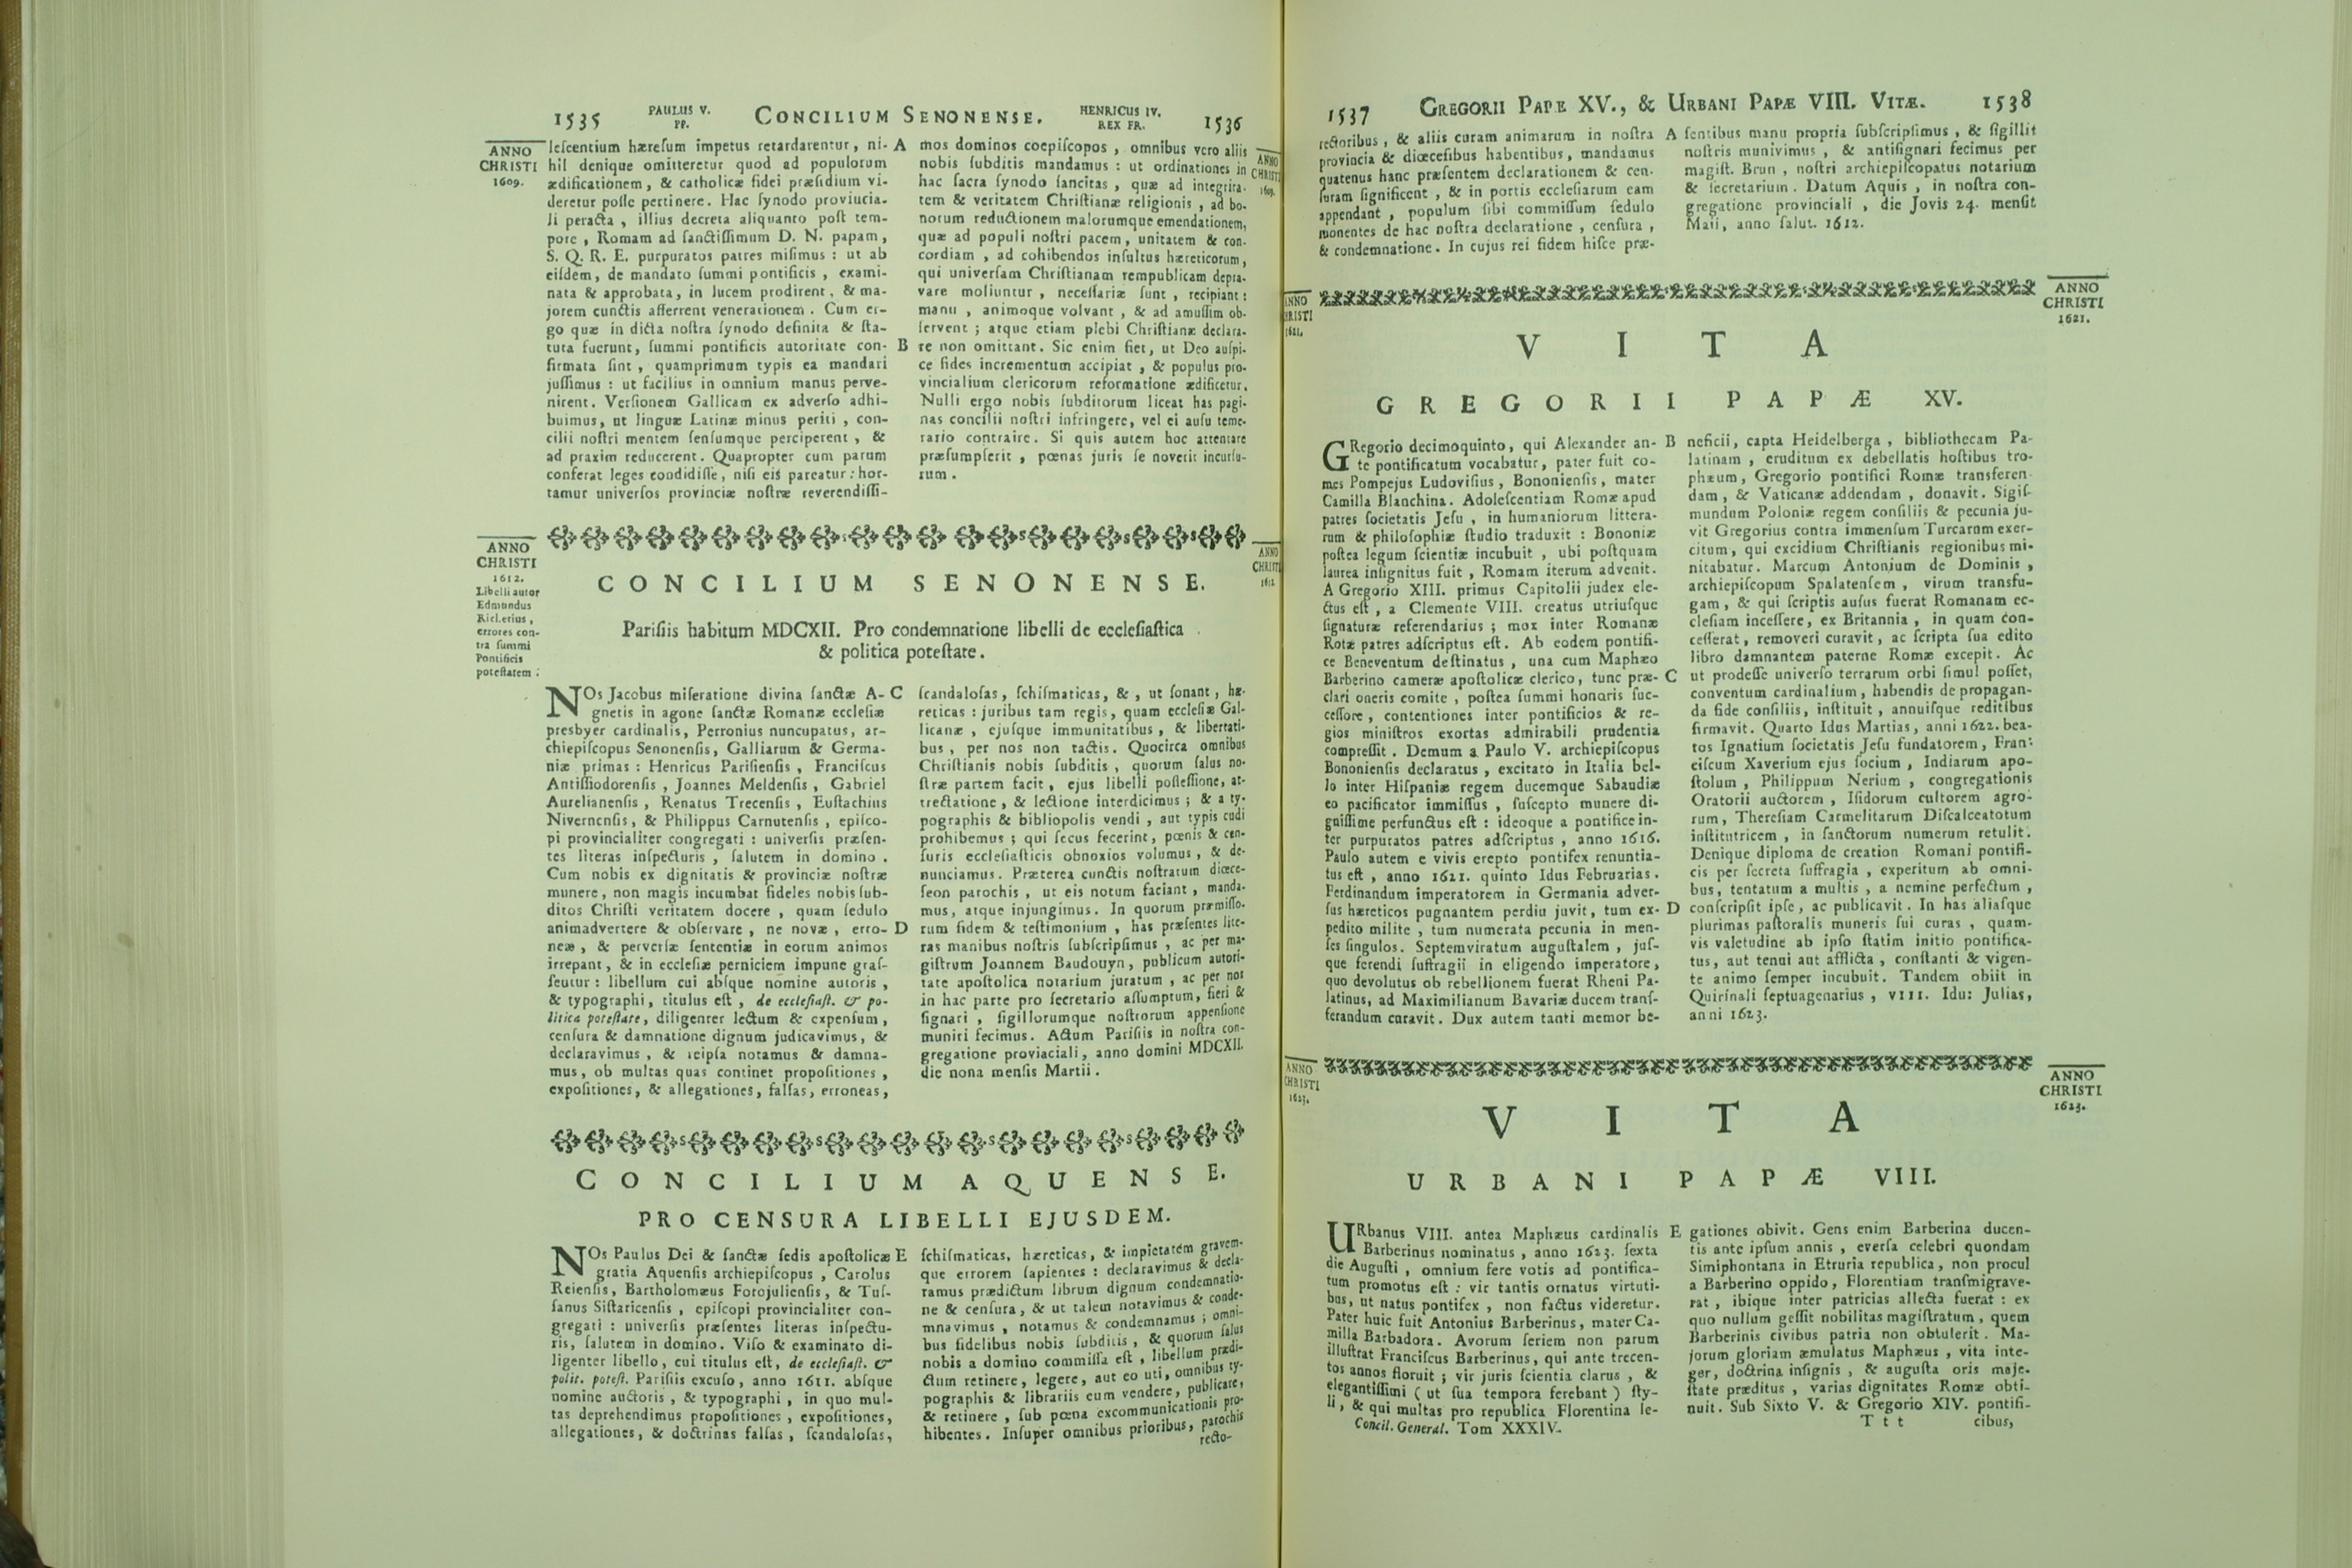 1535
PAULUS V.
PP.
CONCILIUM SENONENSE.
HENRICUS IV.
REX FR.
1536
ANNO
CHRISTI
1609.
leſcentium hæreſum impetus retardarentur, ni-
hil denique omitteretur quod ad populorum
ædificationem, & catholicæ fidei præſidium vi-
deretur poſſe pertinere. Hac ſynodo proviucia-
li peracta, illius decreta aliquanto poſt tem-
pore, Romam ad ſanctiſſimum D. N. papam,
S. Q. R. E. purpuratos patres miſimus : ut ab
eiſdem, de mandato ſummi pontificis, exami-
nata & approbata, in lucem prodirent, & ma-
jorem cunctis afferrent venerationem. Cum er-
go quæ in dicta noſtra ſynodo definita & ſta-
tuta fuerunt, ſummi pontificis autoritate con-
firmata ſint, quamprimum typis ea mandari
juſſimus : ut facilius in omnium manus perve-
nirent. Verſionem Gallicam ex adverſo adhi-
buimus, ut linguæ Latinæ minus periti, con-
cilii noſtri mentem ſenſumque perciperent, &
ad praxim reducerent. Quapropter cum parum
conferat leges condidiſſe, niſi eis pareatur : hor-
tamur univerſos provinciæ noſtræ reverendiſſi-
A
B
mos dominos coepiſcopos, omnibus vero aliis
nobis ſubditis mandamus : ut ordinationes in
hac ſacra ſynodo ſancitas, quæ ad integrita-
tem & veritatem Chriſtianæ religionis, ad bo-
norum reductionem malorumque emendationem,
quæ ad populi noſtri pacem, unitatem & con-
cordiam, ad cohibendos inſultus hæreticorum,
qui univerſam Chriſtianam rempublicam depra-
vare moliuntur, neceſſariæ ſunt, recipiant :
manu, animoque volvant, & ad amuſſim ob-
ſervent ; atque etiam plebi Chriſtianæ declara-
re non omittant. Sic enim fiet, ut Deo auſpi-
ce fides incrementum accipiat, & populus pro-
vincialium clericorum reformatione ædificetur.
Nulli ergo nobis ſubditorum liceat has pagi-
nas concilii noſtri infringere, vel ei auſu teme-
rario contraire. Si quis autem hoc attentare
præſumpſerit, pœnas juris ſe noverit incurſu-
rum.
ANNO
CHRISTI
1609.
ANNO
CHRISTI
1612.
Libelli autor
Edmundus
Richerius,
errores con-
tra ſummi
Pontificis
poteſtatem :
ANNO
CHRISTI
1612
CONCILIUM SENONENSE.
Pariſiis habitum MDCXII. Pro condemnatione libelli de eccleſiaſtica
& politica poteſtate.
NOs Jacobus miſeratione divina ſanctæ A-
gnetis in agone ſanctæ Romanæ eccleſiæ
presbyer cardinalis, Perronius nuncupatus, ar-
chiepiſcopus Senonenſis, Galliarum & Germa-
niæ primas : Henricus Pariſienſis, Franciſcus
Antiſſiodorenſis, Joannes Meldenſis, Gabriel
Aurelianenſis, Renatus Trecenſis, Euſtachius
Nivernenſis, & Philippus Carnutenſis, epiſco-
pi provincialiter congregati : univerſis præſen-
tes literas inſpecturis, ſalutem in domino.
Cum nobis ex dignitatis & provinciæ noſtræ
munere, non magis incumbat fideles nobis ſub-
ditos Chriſti veritatem docere, quam ſedulo
animadvertere & obſervare, ne novæ, erro-
neæ, & perverſæ ſententiæ in eorum animos
irrepant, & in eccleſiæ perniciem impune graſ-
ſeutur : libellum cui abſque nomine autoris,
& typographi, titulus eſt, de eccleſiaſt. & po-
litica poteſtate, diligenter lectum & expenſum,
cenſura & damnatione dignum judicavimus, &
declaravimus, & reipſa notamus & damna-
mus, ob multas quas continet propoſitiones,
expoſitiones, & allegationes, falſas, erroneas,
C
D
ſcandaloſas, ſchiſmaticas, &, ut ſonant, hæ-
reticas : juribus tam regis, quam eccleſiæ Gal-
licanæ, ejuſque immunitatibus, & libertati-
bus, per nos non tactis. Quocirca omnibus
Chriſtianis nobis ſubditis, quorum ſalus no-
ſtræ partem facit, ejus libelli poſſeſſione, at-
trectatione, & lectione interdicimus ; & a ty-
pographis & bibliopolis vendi, aut typis cudi
prohibemus ; qui ſecus fecerint, pœnis & cen-
ſuris eccleſiaſticis obnoxios volumus, & de-
nunciamus. Præterea cunctis noſtratum diœce-
ſeon parochis, ut eis notum faciant, manda-
mus, atque injungimus. In quorum præmiſſo-
rum fidem & teſtimonium, has præſentes lite-
ras manibus noſtris ſubſcripſimus, ac per ma-
giſtrum Joannem Baudouyn, publicum autori-
tate apoſtolica notarium juratum, ac per nos
in hac parte pro ſecretario aſſumptum, fieri &
ſignari, ſigillorumque noſtrorum appenſione
muniri fecimus. Actum Pariſiis in noſtra con-
gregatione proviaciali, anno domini MDCXII.
die nona menſis Martii.
CONCILIUM AQUENSE.
PRO CENSURA LIBELLI EJUSDEM.
NOs Paulus Dei & ſanctæ ſedis apoſtolicæ
gratia Aquenſis archiepiſcopus, Carolus
Reienſis, Bartholomæus Forojulienſis, & Tuſ-
ſanus Siſtaricenſis, epiſcopi provincialiter con-
gregati : univerſis præſentes literas inſpectu-
ris, ſalutem in domino. Viſo & examinato di-
ligenter libello, cui titulus eſt, de eccleſiaſt. &
polit. poteſt. Pariſiis excuſo, anno 1611. abſque
nomine auctoris, & typographi, in quo mul-
tas deprehendimus propoſitiones, expoſitiones,
allegationes, & doctrinas falſas, ſcandaloſas,
E
ſchiſmaticas, hæreticas, & impietatem gravem-
que errorem ſapientes : declaravimus & decla-
ramus prædictum librum dignum condemnatio-
ne & cenſura, & ut talem notavimus & conde-
mnavimus, notamus & condemnamus ; omni-
bus fidelibus nobis ſubditis, & quorum ſalus
nobis a domino commiſſa eſt, libellum prædi-
ctum retinere, legere, aut eo uti, omnibus ty-
pographis & librariis eum vendere, publicare,
& retinere, ſub pœna excommunicationis pro-
hibentes. Inſuper omnibus prioribus, parochis
recto-
1537
GREGORII PAPE XV., & URBANI PAPÆ VIII. VITÆ.
1538
rectoribus, & aliis curam animarum in noſtra
provincia & diœceſibus habentibus, mandamus
quatenus hanc præſentem declarationem & cen-
ſuram ſignificent, & in portis eccleſiarum eam
appendant, populum ſibi commiſſum ſedulo
monentes de hac noſtra declaratione, cenſura,
& condemnatione. In cujus rei fidem hiſce præ-
A
ſentibus manu propria ſubſcripſimus, & ſigillit
noſtris munivimus, & antiſignari fecimus per
magiſt. Brun, noſtri archiepiſcopatus notarium
& ſecretarium. Datum Aquis, in noſtra con-
gregatione provinciali, die Jovis 24. menſit
Maii, anno ſalut. 1612.
ANNO
CHRISTI
1621.
ANNO
CHRISTI
1621.
VITA
GREGORII PAPÆ XV.
GRegorio decimoquinto, qui Alexander an-
te pontificatum vocabatur, pater fuit co-
mes Pompejus Ludoviſius, Bononienſis, mater
Camilla Blanchina. Adoleſcentiam Romæ apud
patres ſocietatis Jeſu, in humaniorum littera-
rum & philoſophiæ ſtudio traduxit : Bononiæ
poſtea legum ſcientiæ incubuit, ubi poſtquam
laurea inſignitus fuit, Romam iterum advenit.
A Gregorio XIII. primus Capitolii judex ele-
ctus eſt, a Clemente VIII. creatus utriuſque
ſignaturæ referendarius ; mox inter Romanæ
Rotæ patres adſcriptus eſt. Ab eodem pontifi-
ce Beneventum deſtinatus, una cum Maphæo
Barberino cameræ apoſtolicæ clerico, tunc præ-
clari oneris comite, poſtea ſummi honoris ſuc-
ceſſore, contentiones inter pontificios & re-
gios miniſtros exortas admirabili prudentia
compreſſit. Demum a Paulo V. archiepiſcopus
Bononienſis declaratus, excitato in Italia bel-
lo inter Hiſpaniæ regem ducemque Sabaudiæ
eo pacificator immiſſus, ſuſcepto munere di-
gniſſime perfunctus eſt : ideoque a pontifice in-
ter purpuratos patres adſcriptus, anno 1616.
Paulo autem e vivis erepto pontifex renuntia-
tus eſt, anno 1621. quinto Idus Februarias.
Ferdinandum imperatorem in Germania adver-
ſus hæreticos pugnantem perdiu juvit, tum ex-
pedito milite, tum numerata pecunia in men-
ſes ſingulos. Septemviratum auguſtalem, juſ-
que ferendi ſuffragii in eligendo imperatore,
quo devolutus ob rebellionem fuerat Rheni Pa-
latinus, ad Maximilianum Bavariæ ducem tranſ-
ferandum curavit. Dux autem tanti memor be-
B
C
D
neficii, capta Heidelberga, bibliothecam Pa-
latinam, eruditum ex debellatis hoſtibus tro-
phæum, Gregorio pontifici Romæ transferen-
dam, & Vaticanæ addendam, donavit. Sigiſ-
mundum Poloniæ regem conſiliis & pecunia ju-
vit Gregorius contra immenſum Turcarum exer-
citum, qui excidium Chriſtianis regionibus mi-
nitabatur. Marcum Antonium de Dominis,
archiepiſcopum Spalatenſem, virum transfu-
gam, & qui ſcriptis auſus fuerat Romanam ec-
cleſiam inceſſere, ex Britannia, in quam con-
ceſſerat, removeri curavit, ac ſcripta ſua edito
libro damnantem paterne Romæ excepit. Ac
ut prodeſſe univerſo terrarum orbi ſimul poſſet,
conventum cardinalium, habendis de propagan-
da fide conſiliis, inſtituit, annuiſque reditibus
firmavit. Quarto Idus Martias, anni 1622. bea-
tos Ignatium ſocietatis Jeſu fundatorem, Fran-
ciſcum Xaverium ejus ſocium, Indiarum apo-
ſtolum, Philippum Nerium, congregationis
Oratorii auctorem, Iſidorum cultorem agro-
rum, Thereſiam Carmelitarum Diſcalceatotum
inſtitutricem, in ſanctorum numerum retulit.
Denique diploma de creation Romani pontifi-
cis per ſecreta ſuffragia, experitum ab omni-
bus, tentatum a multis, a nemine perfectum,
conſcripſit ipſe, ac publicavit. In has aliaſque
plurimas paſtoralis muneris ſui curas, quam-
vis valetudine ab ipſo ſtatim initio pontifica-
tus, aut tenui aut afflicta, conſtanti & vigen-
te animo ſemper incubuit. Tandem obiit in
Quirinali ſeptuagenarius, VIII. Idu: Julias,
anni 1623.
ANNO
CHRISTI
1623.
ANNO
CHRISTI
1623.
VITA
URBANI PAPÆ VIII.
URbanus VIII. antea Maphæus cardinalis
Barberinus nominatus, anno 1623. ſexta
die Auguſti, omnium fere votis ad pontifica-
tum promotus eſt : vir tantis ornatus virtuti-
bus, ut natus pontifex, non factus videretur.
Pater huic fuit Antonius Barberinus, mater Ca-
milla Barbadora. Avorum ſeriem non parum
illuſtrat Franciſcus Barberinus, qui ante trecen-
tos annos floruit ; vir juris ſcientia clarus, &
elegantiſſimi (ut ſua tempora ferebant) ſty-
li, & qui multas pro republica Florentina le-
Concil. General. Tom XXXIV.
E
gationes obivit. Gens enim Barberina ducen-
tis ante ipſum annis, everſa celebri quondam
Simiphontana in Etruria republica, non procul
a Barberino oppido, Florentiam tranſmigrave-
rat, ibique inter patricias allecta fuerat : ex
quo nullum geſſit nobilitas magiſtratum, quem
Barberinis civibus patria non obtulerit. Ma-
jorum gloriam æmulatus Maphæus, vita inte-
ger, doctrina inſignis, & auguſta oris maje-
ſtate præditus, varias dignitates Romæ obti-
nuit. Sub Sixto V. & Gregorio XIV. pontifi-
Ttt
cibus,